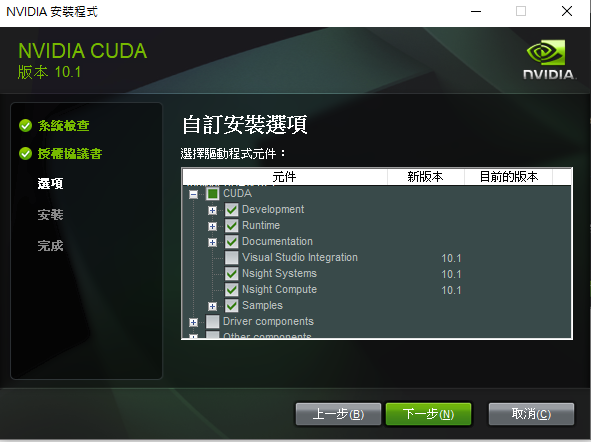 NVIDIA 安裝程式
NVIDIA CUDA
版本 10.1
NVIDIA.
系統檢查
授權協議書
選項
安裝
完成
自訂安裝選項
選擇驅動程式元件：
元件 新版本 目前的版本
CUDA
Development
Runtime
Documentation
Visual Studio Integration 10.1
Nsight Systems 10.1
Nsight Compute 10.1
Samples
Driver components
Other components
上一步(B) 下一步(N) 取消(C)